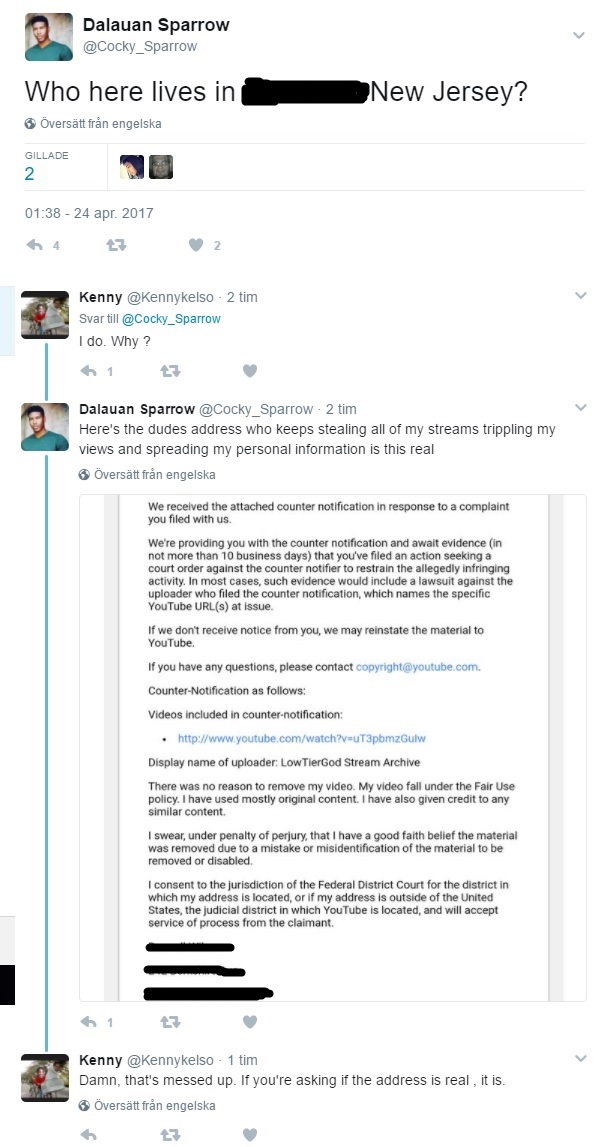 Dalauan Sparrow
@Cocky_Sparrow
Who here lives in New Jersey?
Översätt från engelska
GILLADE
2
01:38 - 24 apr. 2017
4 2
Kenny @Kennykelso · 2 tim
Svar till @Cocky_Sparrow
I do. Why ?
1
Dalauan Sparrow @Cocky_Sparrow · 2 tim
Here's the dudes address who keeps stealing all of my streams trippling my
views and spreading my personal information is this real
Översätt från engelska
We received the attached counter notification in response to a complaint
you filed with us.
We're providing you with the counter notification and await evidence (in
not more than 10 business days) that you've filed an action seeking a
court order against the counter notifier to restrain the allegedly infringing
activity. In most cases, such evidence would include a lawsuit against the
uploader who filed the counter notification, which names the specific
YouTube URL(s) at issue.
If we don't receive notice from you, we may reinstate the material to
YouTube.
If you have any questions, please contact copyright@youtube.com.
Counter-Notification as follows:
Videos included in counter-notification:
• http://www.youtube.com/watch?v=uT3pbmzGulw
Display name of uploader: LowTierGod Stream Archive
There was no reason to remove my video. My video fall under the Fair Use
policy. I have used mostly original content. I have also given credit to any
similar content.
I swear, under penalty of perjury, that I have a good faith belief the material
was removed due to a mistake or misidentification of the material to be
removed or disabled.
I consent to the jurisdiction of the Federal District Court for the district in
which my address is located, or if my address is outside of the United
States, the judicial district in which YouTube is located, and will accept
service of process from the claimant.
1
Kenny @Kennykelso · 1 tim
Damn, that's messed up. If you're asking if the address is real , it is.
Översätt från engelska